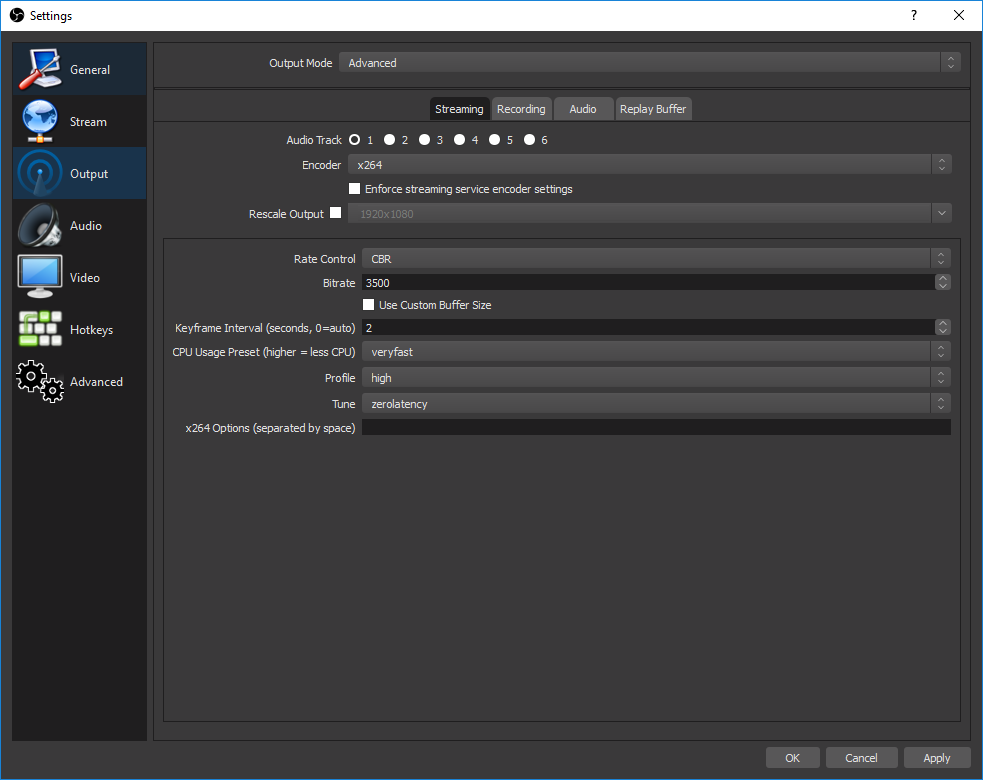 Settings ?
General
Stream
Output
Audio
Video
Hotkeys
Advanced
Output Mode Advanced
Streaming Recording Audio Replay Buffer
Audio Track 1 2 3 4 5 6
Encoder x264
Enforce streaming service encoder settings
Rescale Output 1920x1080
Rate Control CBR
Bitrate 3500
Use Custom Buffer Size
Keyframe Interval (seconds, 0=auto) 2
CPU Usage Preset (higher = less CPU) veryfast
Profile high
Tune zerolatency
x264 Options (separated by space)
OK Cancel Apply